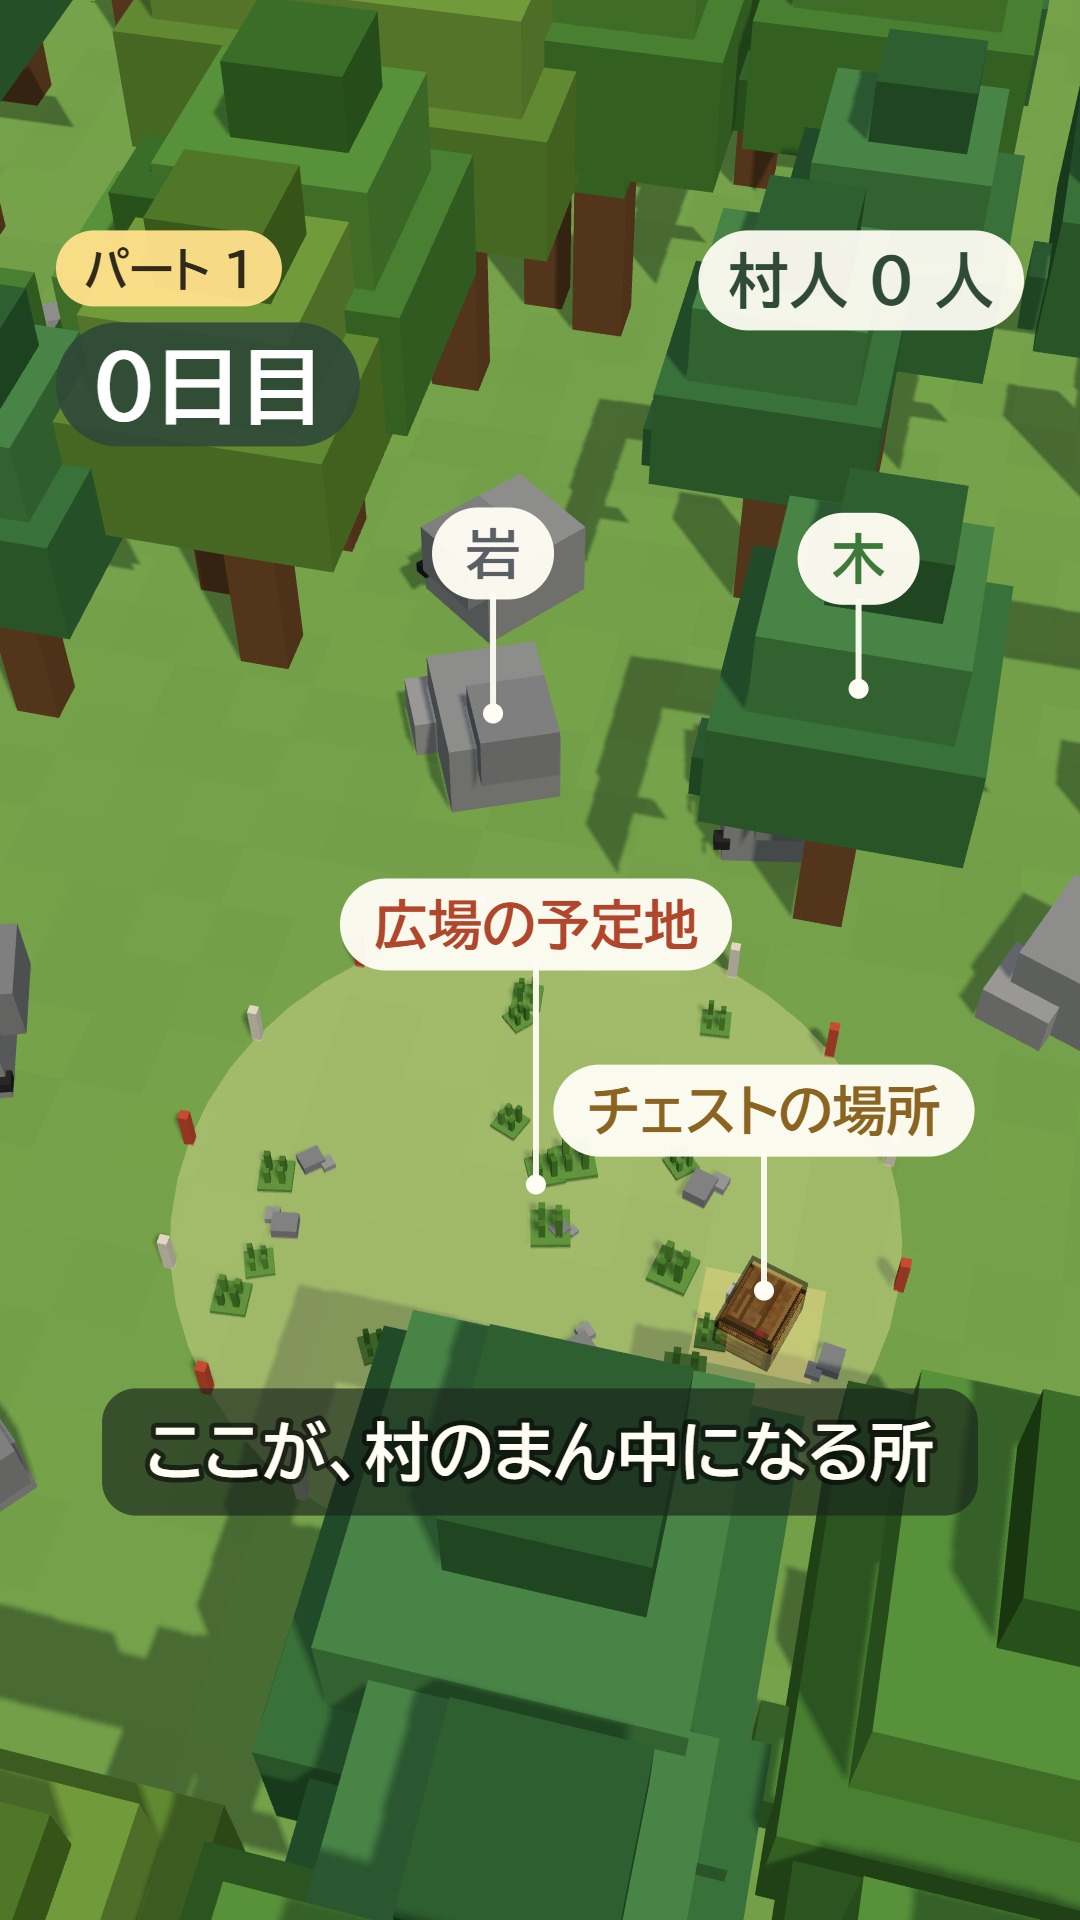 パート 1
0日目
村人 0 人
岩
木
広場の予定地
チェストの場所
ここが、村のまん中になる所